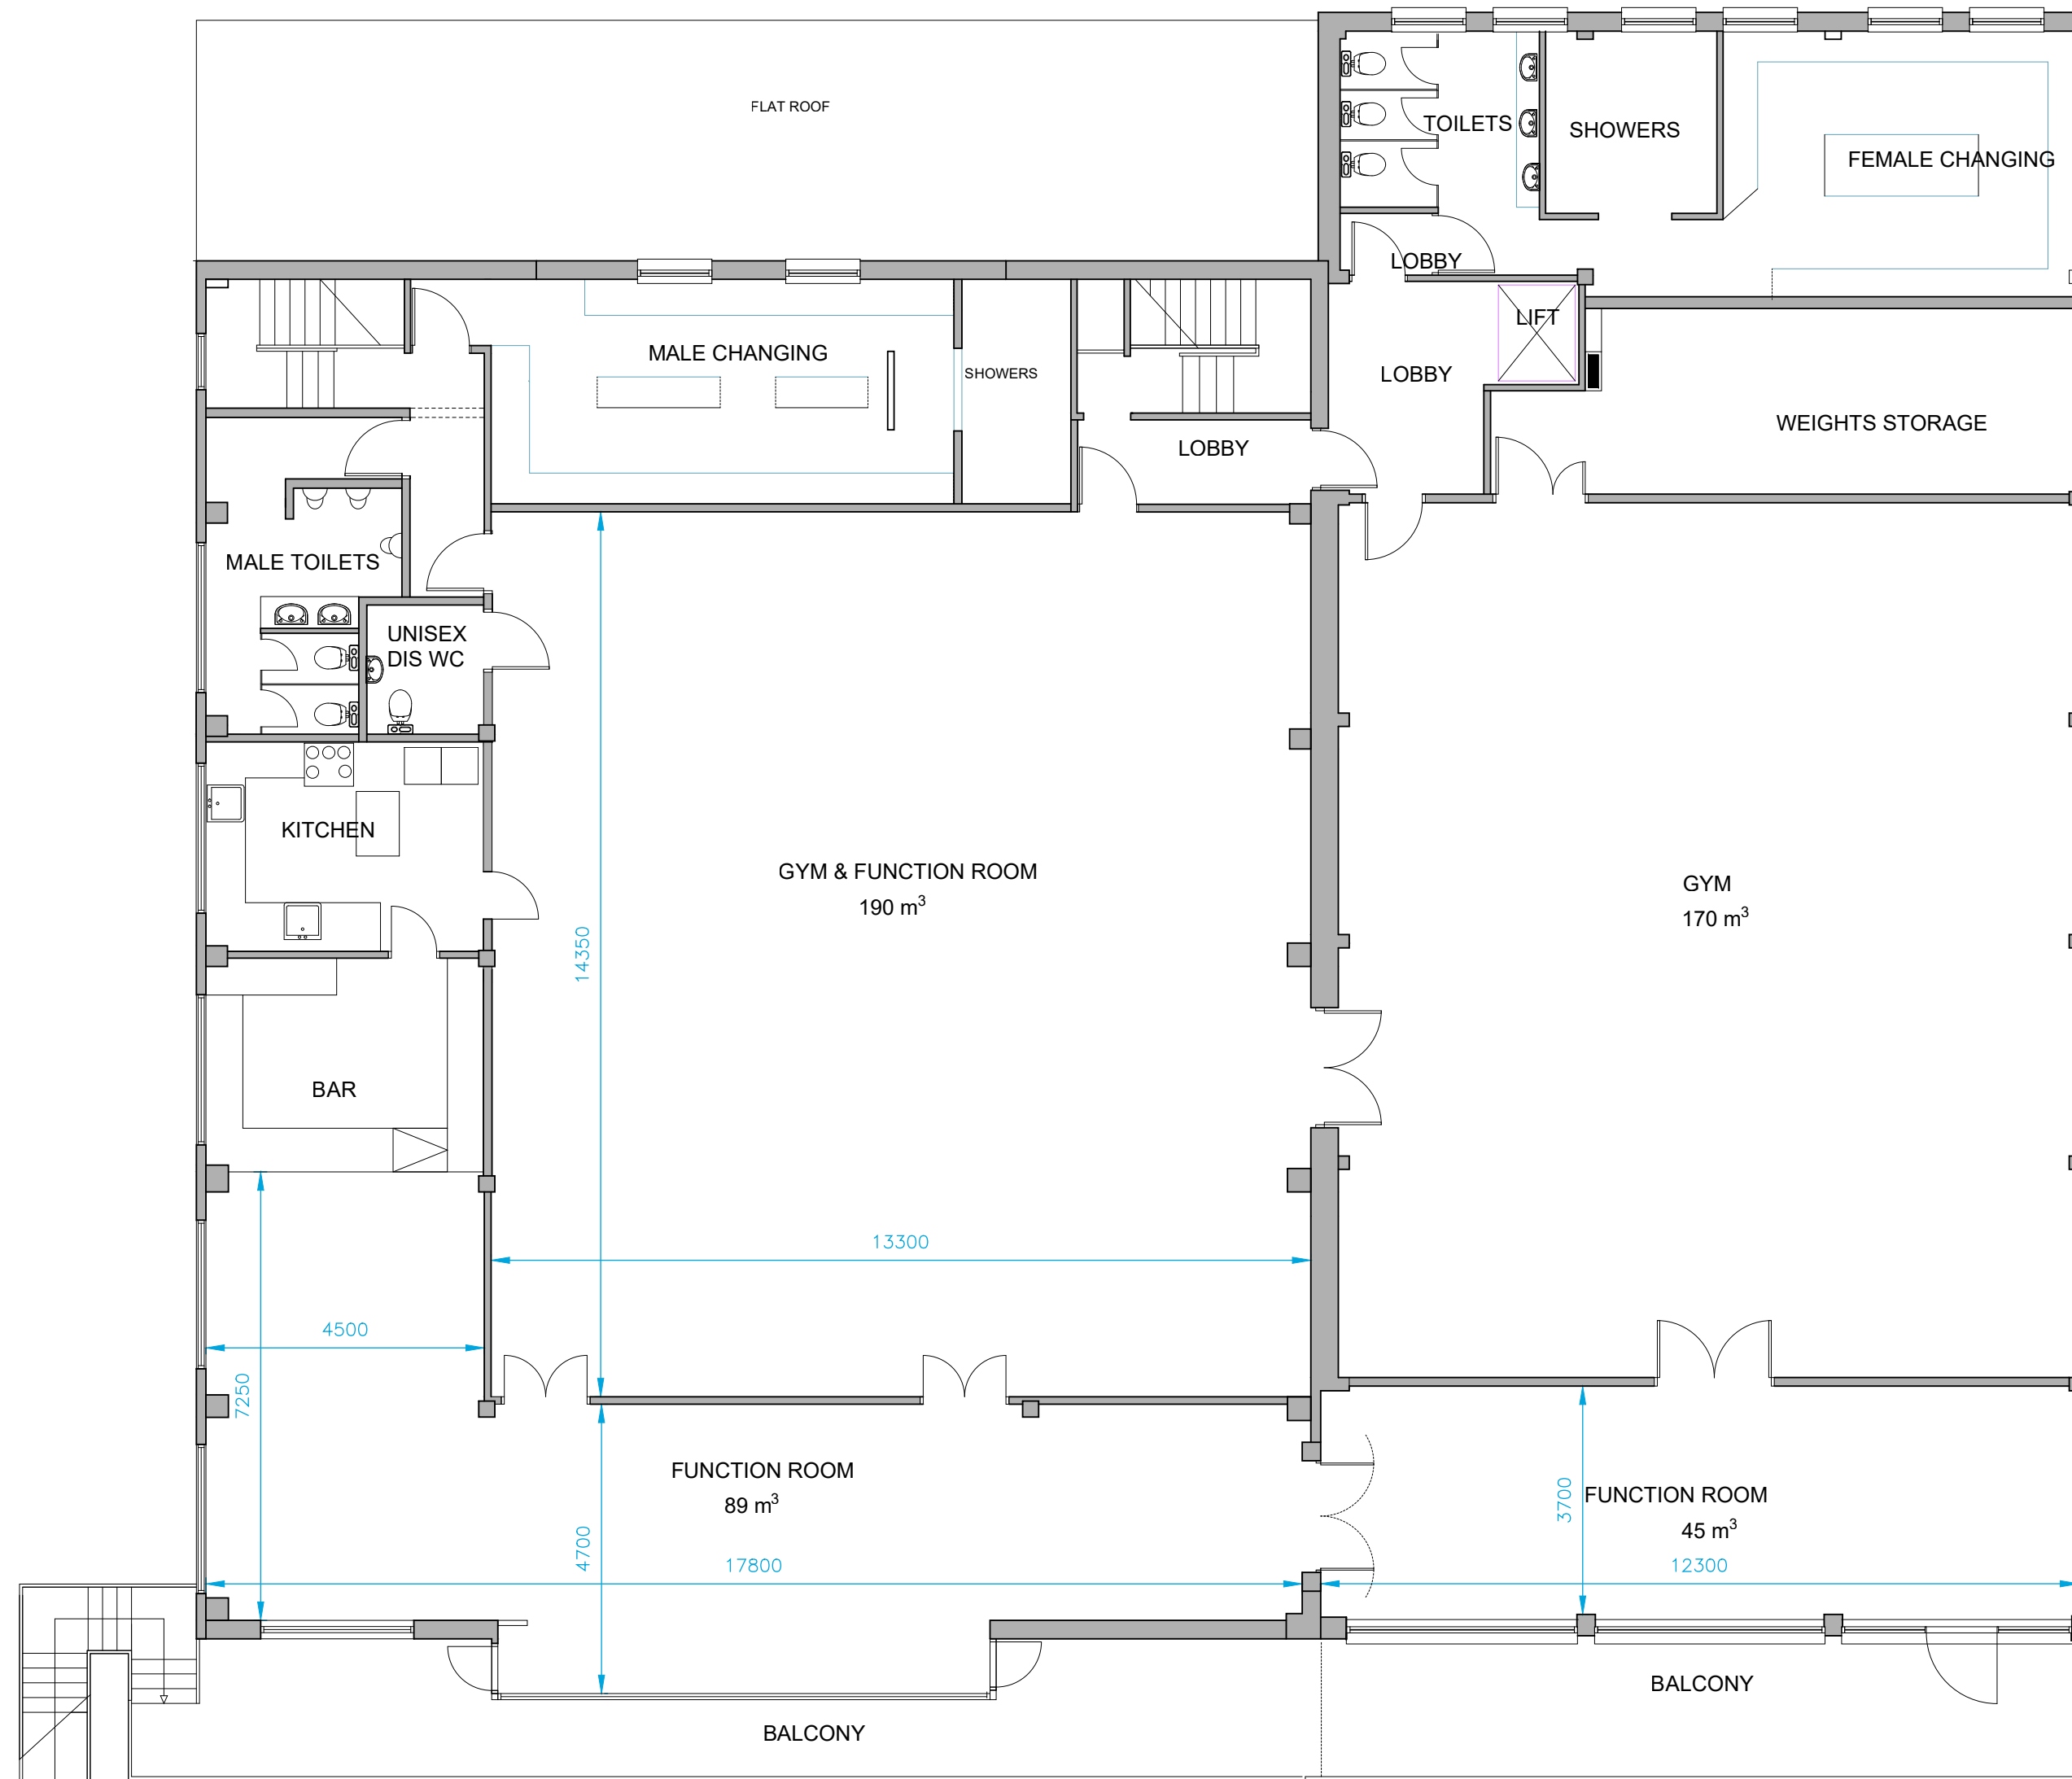 FLAT ROOF
TOILETS
SHOWERS
FEMALE CHANGING
LOBBY
LIFT
MALE CHANGING
SHOWERS
LOBBY
WEIGHTS STORAGE
LOBBY
MALE TOILETS
UNISEX
DIS WC
KITCHEN
GYM & FUNCTION ROOM
190 m³
GYM
170 m³
14350
BAR
13300
4500
7250
FUNCTION ROOM
89 m³
FUNCTION ROOM
45 m³
3700
4700
17800
12300
BALCONY
BALCONY